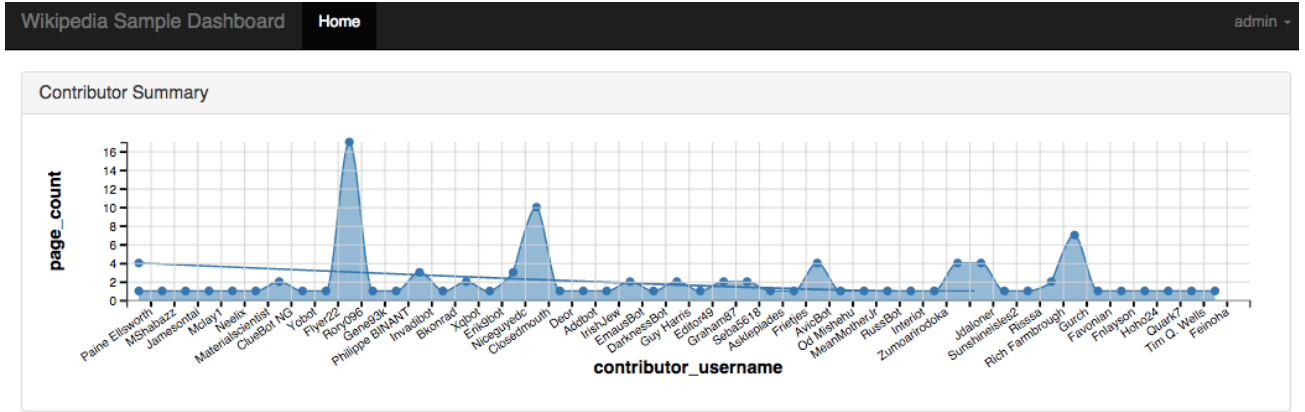 Wikipedia Sample Dashboard Home admin
Contributor Summary
page_count
16
14
12
10
8
6
4
2
0
Paine Ellsworth
MShabazz
Jamesontai
Mclay1
Neelix
Materialscientist
ClueBot NG
Yobot
Flyer22
Rory096
Gene93k
Philippe BINANT
Invadibot
Bkonrad
Xqbot
Erik9bot
Niceguyedc
Closedmouth
Deor
Addbot
IrishJew
EmausBot
DarknessBot
Guy Harris
Editor49
Graham87
Seba5618
Asklepiades
Frietjes
AvicBot
Od Mishehu
MeanMotherJr
RussBot
Interiot
Zumoarirodoka
Jdaloner
Sunshineisles2
Risssa
Rich Farmbrough
Gurch
Favonian
Fnlayson
Hoho24
Quark7
Tim Q. Wells
Feinoha
contributor_username